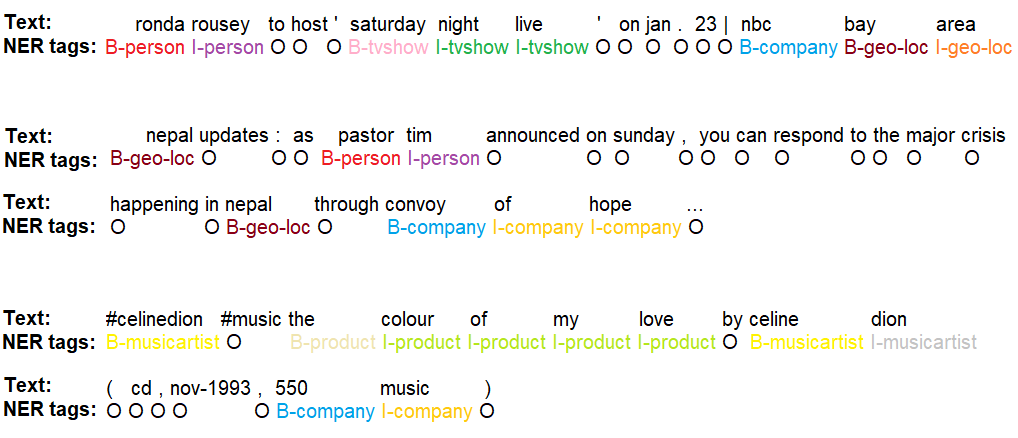 Text: ronda rousey to host ' saturday night live ' on jan . 23 | nbc bay area
NER tags: B-person I-person O O O B-tvshow I-tvshow I-tvshow O O O O O O B-company B-geo-loc I-geo-loc
Text: nepal updates : as pastor tim announced on sunday , you can respond to the major crisis
NER tags: B-geo-loc O O O B-person I-person O O O O O O O O O O O
Text: happening in nepal through convoy of hope ...
NER tags: O O B-geo-loc O B-company I-company I-company O
Text: #celinedion #music the colour of my love by celine dion
NER tags: B-musicartist O B-product I-product I-product I-product I-product O B-musicartist I-musicartist
Text: ( cd , nov-1993 , 550 music )
NER tags: O O O O O B-company I-company O